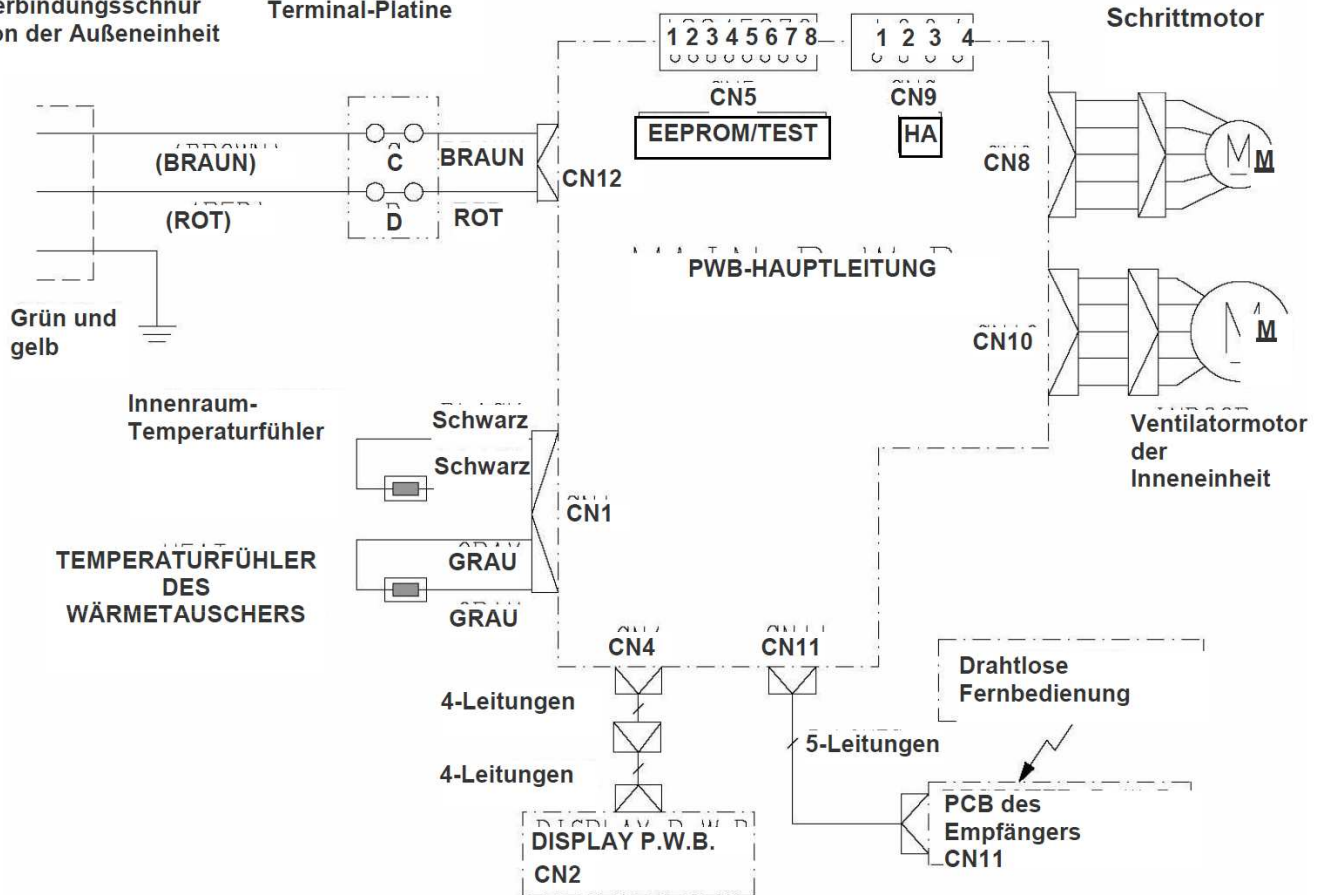 erbindungsschnur
on der Außeneinheit
Terminal-Platine
1 2 3 4 5 6 7 8
1 2 3 4
Schrittmotor
CN5
EEPROM/TEST
CN9
HA
(BRAUN)
C
BRAUN
CN12
CN8
M
(ROT)
D
ROT
PWB-HAUPTLEITUNG
Grün und
gelb
CN10
M
Ventilatormotor
der
Inneneinheit
Innenraum-
Temperaturfühler
Schwarz
Schwarz
CN1
TEMPERATURFÜHLER
DES
WÄRMETAUSCHERS
GRAU
GRAU
CN4
CN11
4-Leitungen
4-Leitungen
5-Leitungen
Drahtlose
Fernbedienung
DISPLAY P.W.B.
CN2
PCB des
Empfängers
CN11